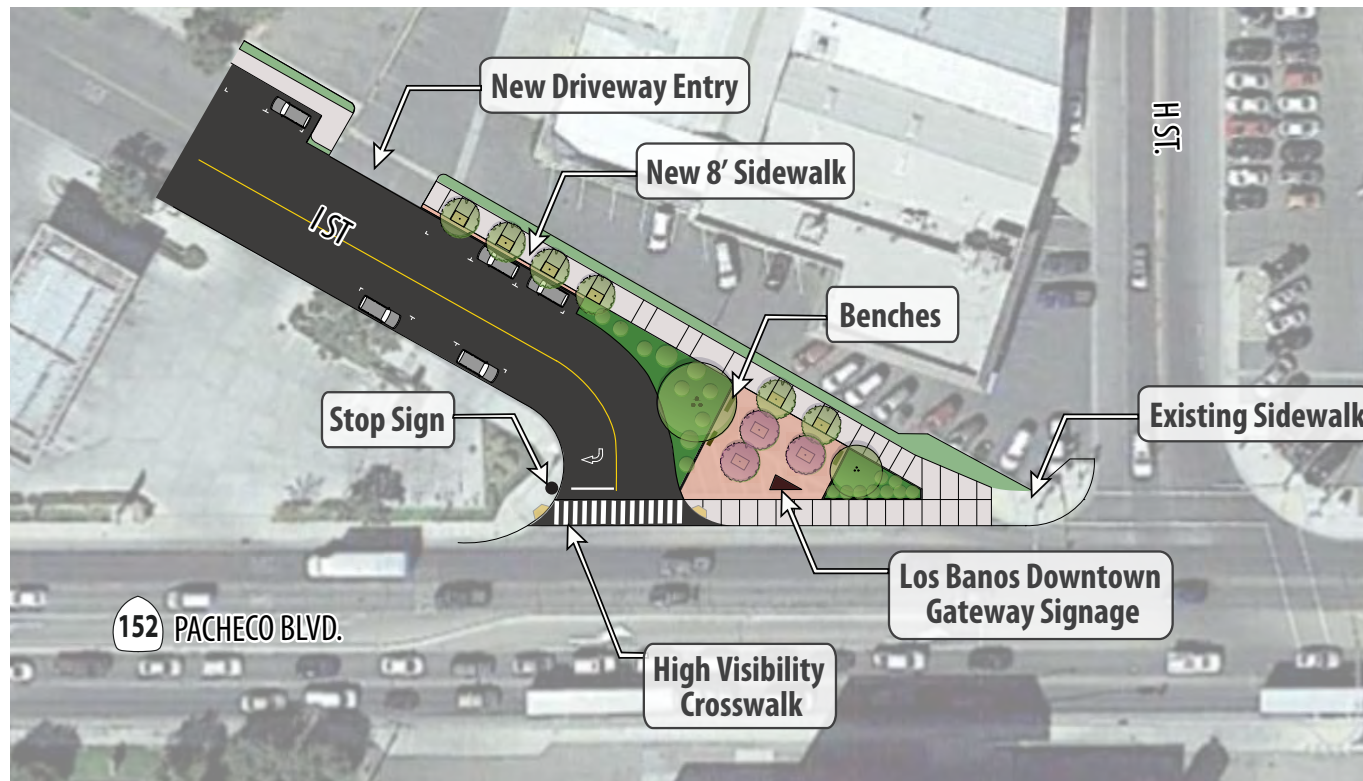 New Driveway Entry
H ST.
New 8’ Sidewalk
I ST
Benches
Stop Sign
Existing Sidewalk
Los Banos Downtown
Gateway Signage
152 PACHECO BLVD.
High Visibility
Crosswalk